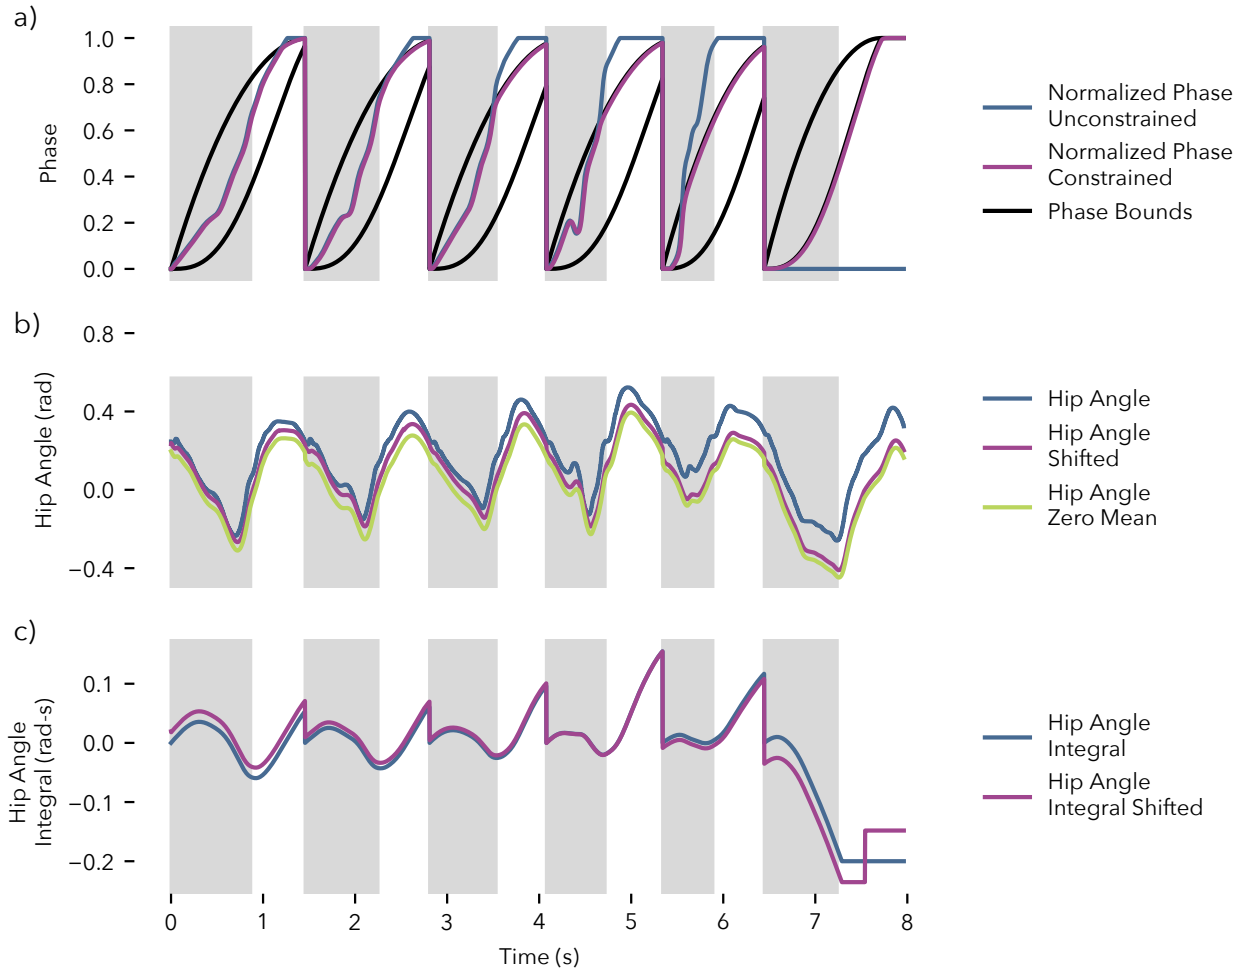 a)
1.0
0.8
0.6
0.4
0.2
0.0
Phase
Normalized Phase
Unconstrained
Normalized Phase
Constrained
Phase Bounds
b)
0.8
0.4
0.0
−0.4
Hip Angle (rad)
Hip Angle
Hip Angle
Shifted
Hip Angle
Zero Mean
c)
0.1
0.0
−0.1
−0.2
Hip Angle
Integral (rad-s)
Hip Angle
Integral
Hip Angle
Integral Shifted
0 1 2 3 4 5 6 7 8
Time (s)